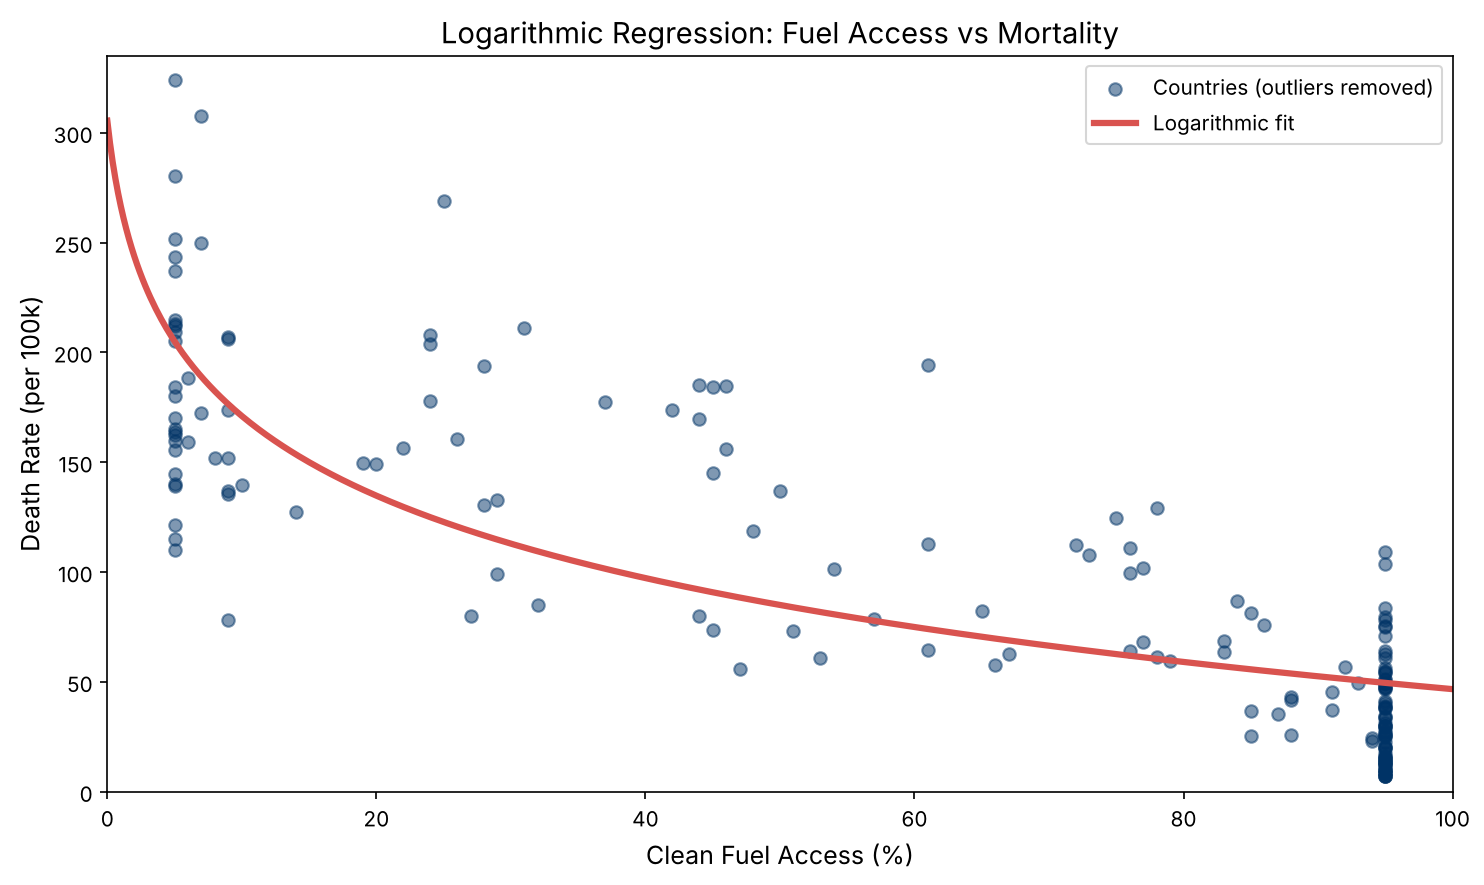 Logarithmic Regression: Fuel Access vs Mortality
Countries (outliers removed)
Logarithmic fit
Death Rate (per 100k)
300
250
200
150
100
50
0
0 20 40 60 80 100
Clean Fuel Access (%)